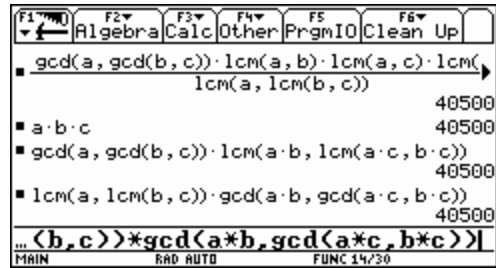 F1 F2 Algebra F3 Calc F4 Other F5 PrgmIO F6 Clean Up
gcd(a, gcd(b, c))·lcm(a, b)·lcm(a, c)·lcm(
lcm(a, lcm(b, c))
40500
a·b·c 40500
gcd(a, gcd(b, c))·lcm(a·b, lcm(a·c, b·c))
40500
lcm(a, lcm(b, c))·gcd(a·b, gcd(a·c, b·c))
40500
…(b,c))*gcd(a*b,gcd(a*c,b*c))
MAIN RAD AUTO FUNC 14/30